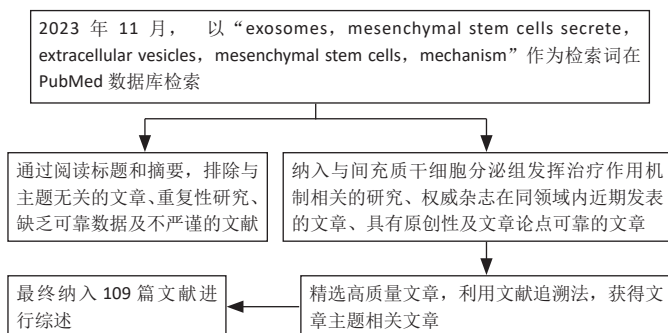 2023 年 11 月， 以“exosomes，mesenchymal stem cells secrete，
extracellular vesicles，mesenchymal stem cells，mechanism”作为检索词在
PubMed 数据库检索
通过阅读标题和摘要，排除与
主题无关的文章、重复性研究、
缺乏可靠数据及不严谨的文献
纳入与间充质干细胞分泌组发挥治疗作用机
制相关的研究、权威杂志在同领域内近期发表
的文章、具有原创性及文章论点可靠的文章
精选高质量文章，利用文献追溯法，获得文
章主题相关文章
最终纳入 109 篇文献进
行综述